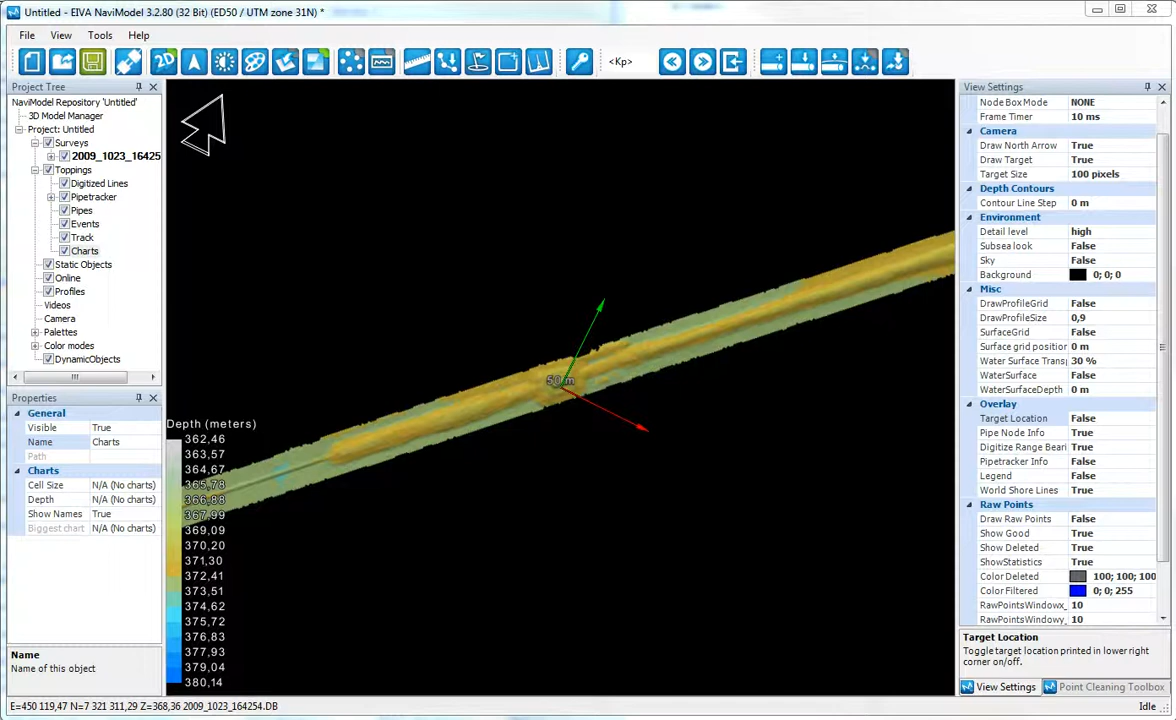 Untitled - EIVA NaviModel 3.2.80 (32 Bit) (ED50 / UTM zone 31N) *
File View Tools Help
2D <Kp>
Project Tree
NaviModel Repository 'Untitled'
3D Model Manager
Project: Untitled
Surveys
2009_1023_16425
Toppings
Digitized Lines
Pipetracker
Pipes
Events
Track
Charts
Static Objects
Online
Profiles
Videos
Camera
Palettes
Color modes
DynamicObjects
Properties
General
Visible True
Name Charts
Path
Charts
Cell Size N/A (No charts)
Depth N/A (No charts)
Show Names True
Biggest chart N/A (No charts)
Name
Name of this object
50 m
Depth (meters)
362,46
363,57
364,67
365,78
366,88
367,99
369,09
370,20
371,30
372,41
373,51
374,62
375,72
376,83
377,93
379,04
380,14
View Settings
NodeBoxMode NONE
Frame Timer 10 ms
Camera
Draw North Arrow True
Draw Target True
Target Size 100 pixels
Depth Contours
Contour Line Step 0 m
Environment
Detail level high
Subsea look False
Sky False
Background 0; 0; 0
Misc
DrawProfileGrid False
DrawProfileSize 0,9
SurfaceGrid False
Surface grid position 0 m
Water Surface Transp 30 %
WaterSurface False
WaterSurfaceDepth 0 m
Overlay
Target Location False
Pipe Node Info True
Digitize Range Beari True
Pipetracker Info False
Legend False
World Shore Lines True
Raw Points
Draw Raw Points False
Show Good True
Show Deleted True
ShowStatistics True
Color Deleted 100; 100; 100
Color Filtered 0; 0; 255
RawPointsWindowx_ 10
RawPointsWindowy_ 10
Target Location
Toggle target location printed in lower right
corner on/off.
View Settings Point Cleaning Toolbox
E=450 119,47 N=7 321 311,29 Z=368,36 2009_1023_164254.DB Idle